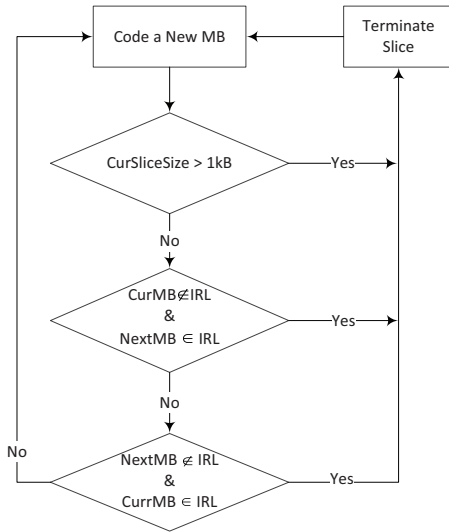 Code a New MB
Terminate
Slice
CurSliceSize > 1kB
Yes
No
CurMB∉IRL
&
NextMB ∈ IRL
Yes
No
NextMB ∉ IRL
&
CurrMB ∈ IRL
No
Yes